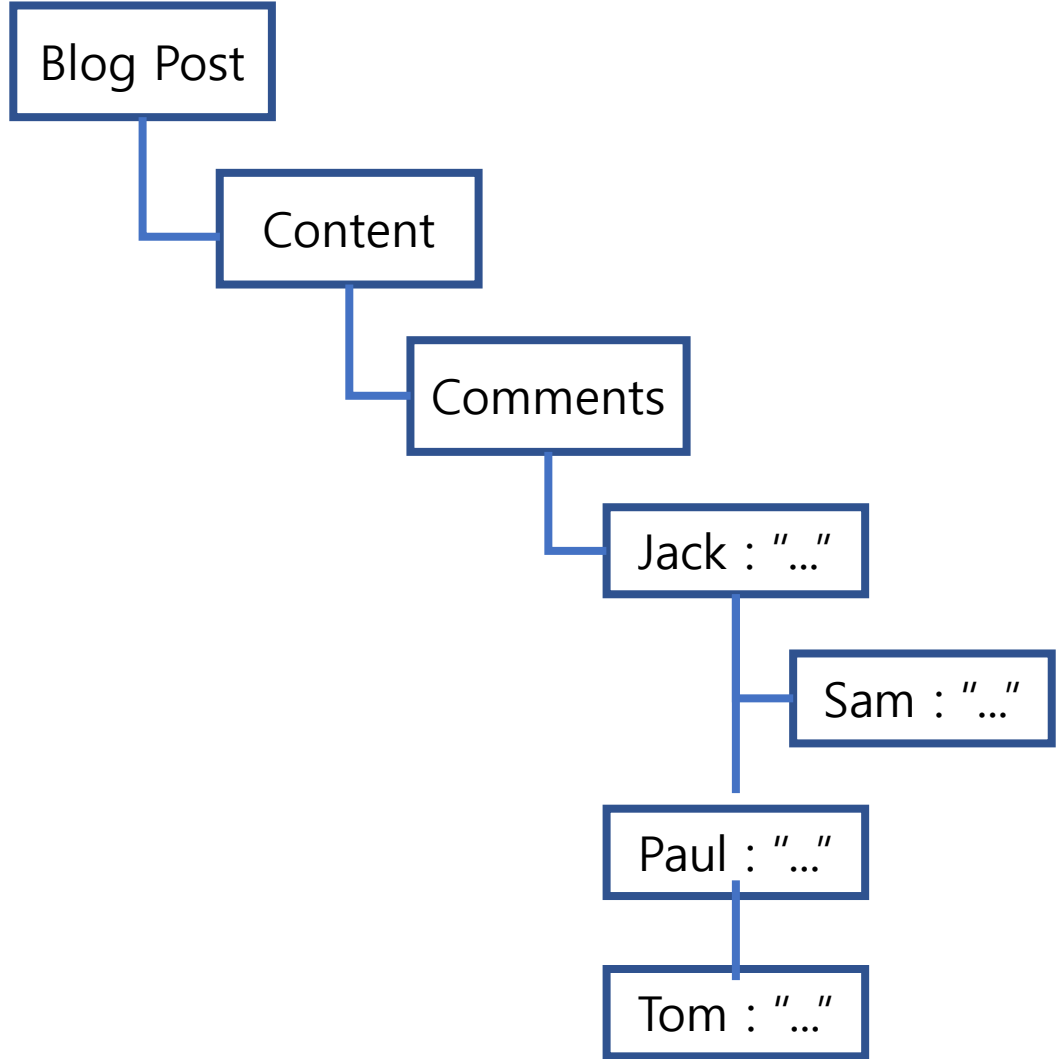 Blog Post
Content
Comments
Jack : "..."
Sam : "..."
Paul : "..."
Tom : "..."